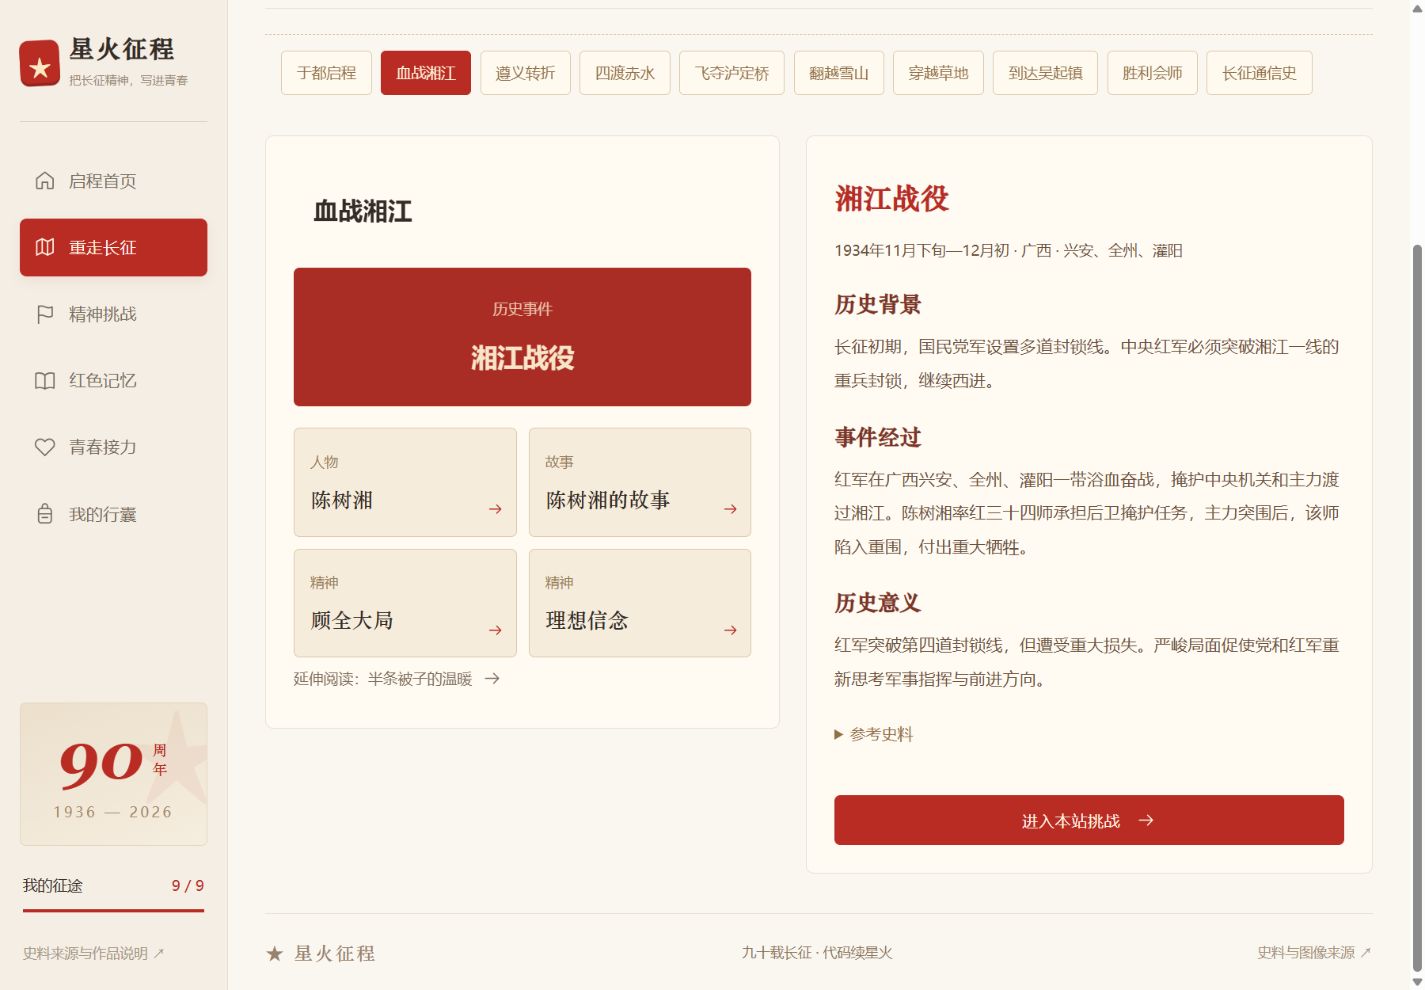 星火征程
把长征精神，写进青春
启程首页
重走长征
精神挑战
红色记忆
青春接力
我的行囊
90
周年
1936 — 2026
我的征途 9 / 9
史料来源与作品说明 ↗
于都启程 血战湘江 遵义转折 四渡赤水 飞夺泸定桥 翻越雪山 穿越草地 到达吴起镇 胜利会师 长征通信史
血战湘江
历史事件
湘江战役
人物
陈树湘 →
故事
陈树湘的故事 →
精神
顾全大局 →
精神
理想信念 →
延伸阅读：半条被子的温暖 →
湘江战役
1934年11月下旬—12月初 · 广西 · 兴安、全州、灌阳
历史背景
长征初期，国民党军设置多道封锁线。中央红军必须突破湘江一线的
重兵封锁，继续西进。
事件经过
红军在广西兴安、全州、灌阳一带浴血奋战，掩护中央机关和主力渡
过湘江。陈树湘率红三十四师承担后卫掩护任务，主力突围后，该师
陷入重围，付出重大牺牲。
历史意义
红军突破第四道封锁线，但遭受重大损失。严峻局面促使党和红军重
新思考军事指挥与前进方向。
▶ 参考史料
进入本站挑战 →
★ 星火征程
九十载长征 · 代码续星火
史料与图像来源 ↗